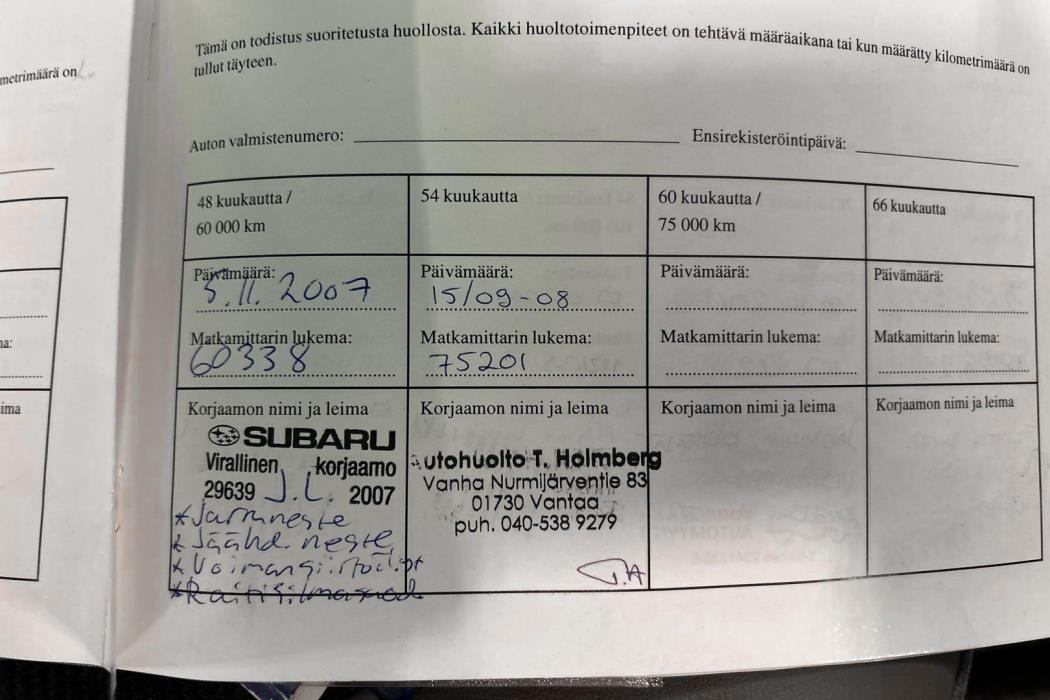 Tämä on todistus suoritetusta huollosta. Kaikki huoltotoimenpiteet on tehtävä määräaikana tai kun määrätty kilometrimäärä on
tullut täyteen.
metrimäärä on
Auton valmistenumero:
Ensirekisteröintipäivä:
48 kuukautta /
60 000 km
54 kuukautta
60 kuukautta /
75 000 km
66 kuukautta
Päivämäärä:
5.11. 2007
Päivämäärä:
15/09-08
Päivämäärä:
Päivämäärä:
Matkamittarin lukema:
60338
Matkamittarin lukema:
75201
Matkamittarin lukema:
Matkamittarin lukema:
na:
ima
Korjaamon nimi ja leima
SUBARU
Virallinen korjaamo
29639 J.L. 2007
*Jarruneste
*Jäähd. neste
*Voimansiirtoöljyt
*Raitisilmasuod
Korjaamon nimi ja leima
utohuolto T. Holmberg
Vanha Nurmijärventie 83
01730 Vantaa
puh. 040-538 9279
Korjaamon nimi ja leima
Korjaamon nimi ja leima